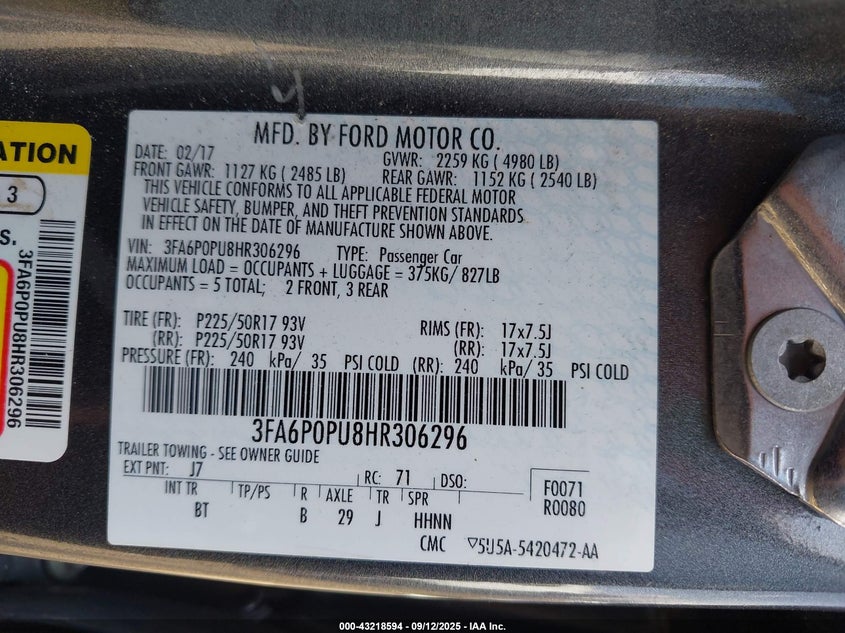 MFD. BY FORD MOTOR CO.
DATE: 02/17 GVWR: 2259 KG ( 4980 LB)
FRONT GAWR: 1127 KG ( 2485 LB) REAR GAWR: 1152 KG ( 2540 LB)
THIS VEHICLE CONFORMS TO ALL APPLICABLE FEDERAL MOTOR
VEHICLE SAFETY, BUMPER, AND THEFT PREVENTION STANDARDS
IN EFFECT ON THE DATE OF MANUFACTURE SHOWN ABOVE.
VIN: 3FA6P0PU8HR306296 TYPE: Passenger Car
MAXIMUM LOAD = OCCUPANTS + LUGGAGE = 375KG/ 827LB
OCCUPANTS = 5 TOTAL; 2 FRONT, 3 REAR
TIRE (FR): P225/50R17 93V RIMS (FR): 17x7.5J
(RR): P225/50R17 93V (RR): 17x7.5J
PRESSURE (FR): 240 kPa/ 35 PSI COLD (RR): 240 kPa/ 35 PSI COLD
3FA6P0PU8HR306296
TRAILER TOWING - SEE OWNER GUIDE
EXT PNT: J7 RC: 71 DSO: F0071
R0080
INT TR TP/PS R AXLE TR SPR
BT B 29 J HHNN
CMC ▽5U5A-5420472-AA
ATION
3
S.
3FA6P0PU8HR306296
y
000-43218594 - 09/12/2025 - IAA Inc.